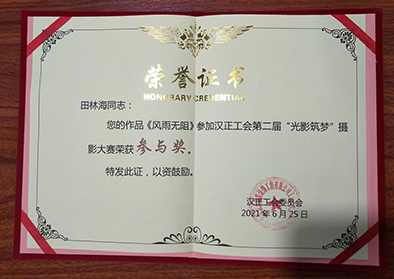 荣誉证书
HONORARY CREDENTIAL
田林海同志：
您的作品《风雨无阻》参加汉正工会第二届“光影筑梦”摄
影大赛荣获 参与奖。
特发此证，以资鼓励。
汉正工会委员会
2021年6月25日